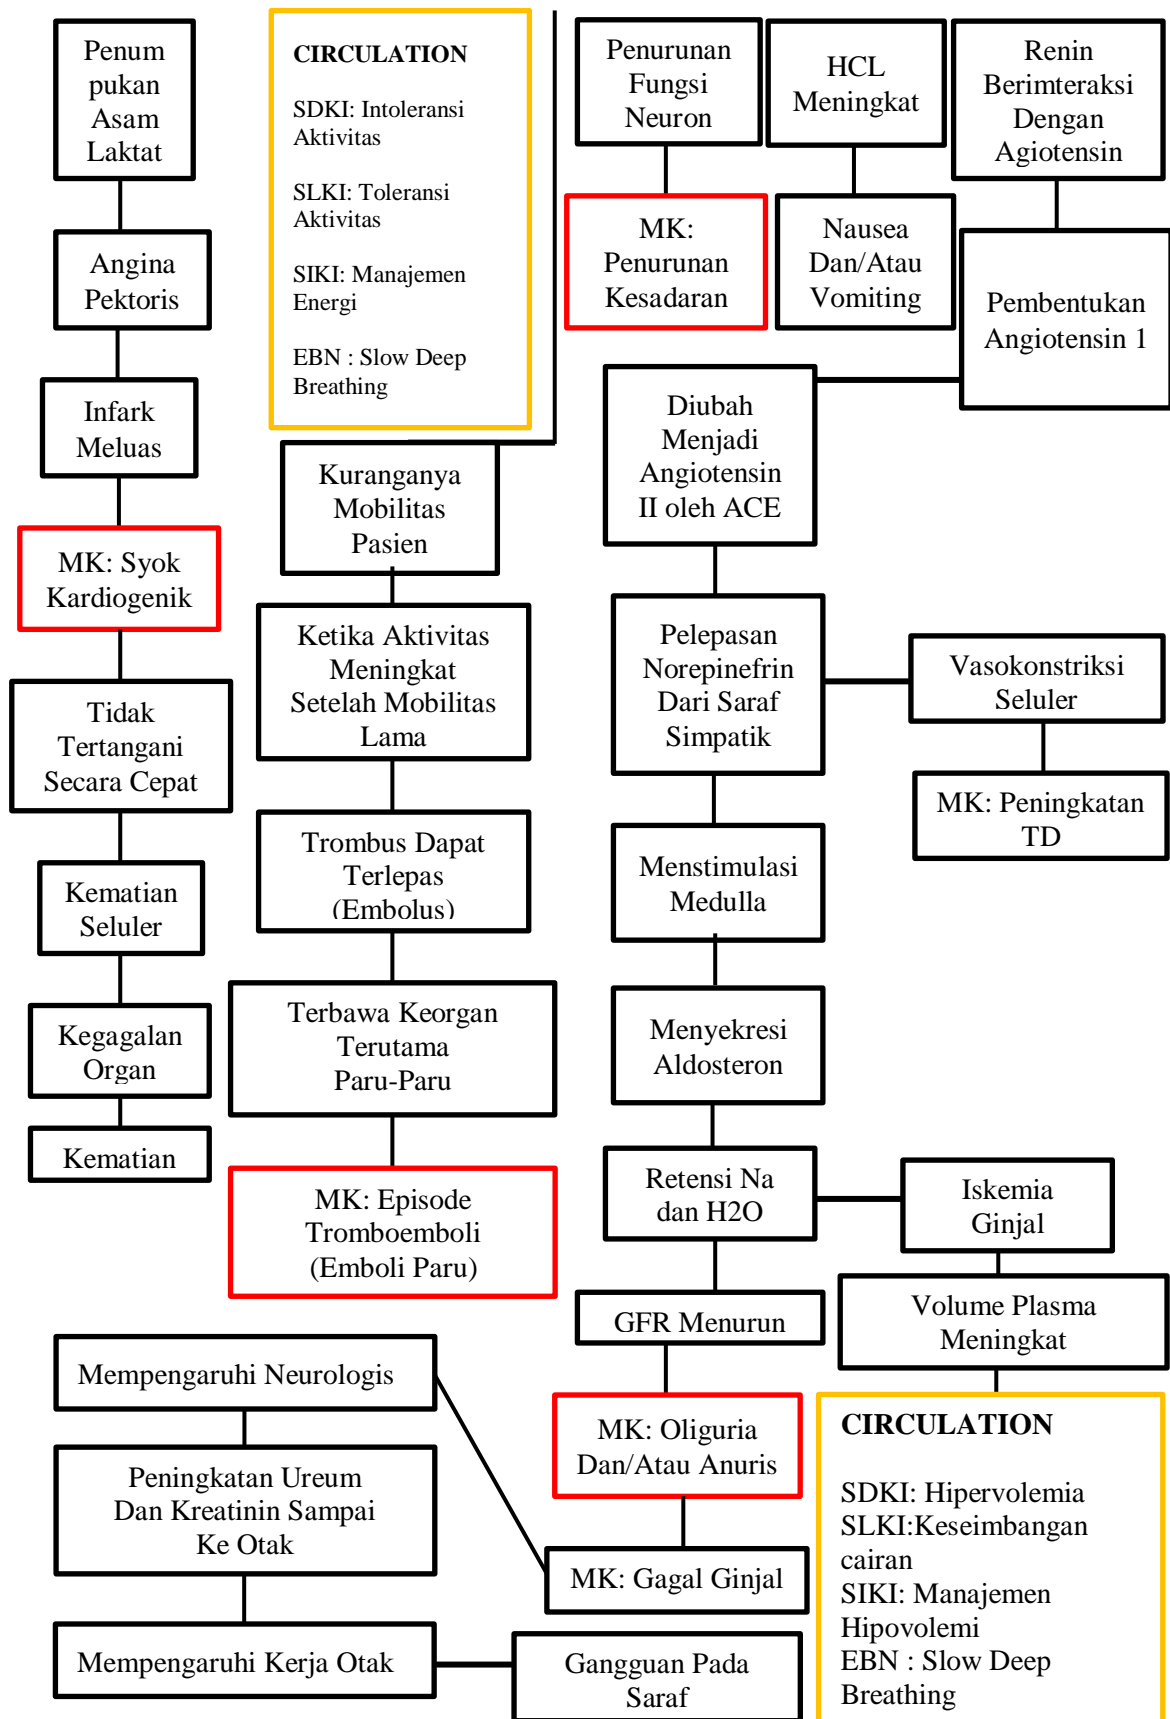 Penum
pukan
Asam
Laktat
Angina
Pektoris
Infark
Meluas
MK: Syok
Kardiogenik
Tidak
Tertangani
Secara Cepat
Kematian
Seluler
Kegagalan
Organ
Kematian
CIRCULATION
SDKI: Intoleransi
Aktivitas
SLKI: Toleransi
Aktivitas
SIKI: Manajemen
Energi
EBN : Slow Deep
Breathing
Kuranganya
Mobilitas
Pasien
Ketika Aktivitas
Meningkat
Setelah Mobilitas
Lama
Trombus Dapat
Terlepas
(Embolus)
Terbawa Keorgan
Terutama
Paru-Paru
MK: Episode
Tromboemboli
(Emboli Paru)
Penurunan
Fungsi
Neuron
MK:
Penurunan
Kesadaran
HCL
Meningkat
Nausea
Dan/Atau
Vomiting
Renin
Berimteraksi
Dengan
Agiotensin
Pembentukan
Angiotensin 1
Diubah
Menjadi
Angiotensin
II oleh ACE
Pelepasan
Norepinefrin
Dari Saraf
Simpatik
Vasokonstriksi
Seluler
MK: Peningkatan
TD
Menstimulasi
Medulla
Menyekresi
Aldosteron
Retensi Na
dan H2O
Iskemia
Ginjal
Volume Plasma
Meningkat
GFR Menurun
MK: Oliguria
Dan/Atau Anuris
MK: Gagal Ginjal
Mempengaruhi Neurologis
Peningkatan Ureum
Dan Kreatinin Sampai
Ke Otak
Mempengaruhi Kerja Otak
Gangguan Pada
Saraf
CIRCULATION
SDKI: Hipervolemia
SLKI:Keseimbangan
cairan
SIKI: Manajemen
Hipovolemi
EBN : Slow Deep
Breathing